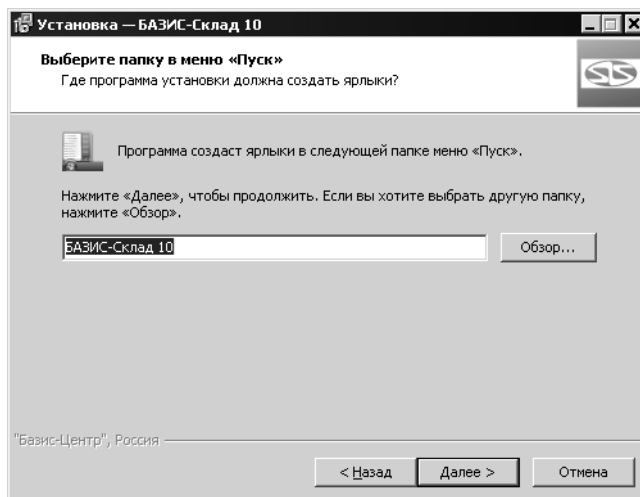 Установка — БАЗИС-Склад 10
Выберите папку в меню «Пуск»
Где программа установки должна создать ярлыки?
Программа создаст ярлыки в следующей папке меню «Пуск».
Нажмите «Далее», чтобы продолжить. Если вы хотите выбрать другую папку,
нажмите «Обзор».
БАЗИС-Склад 10
Обзор...
"Базис-Центр", Россия
< Назад
Далее >
Отмена